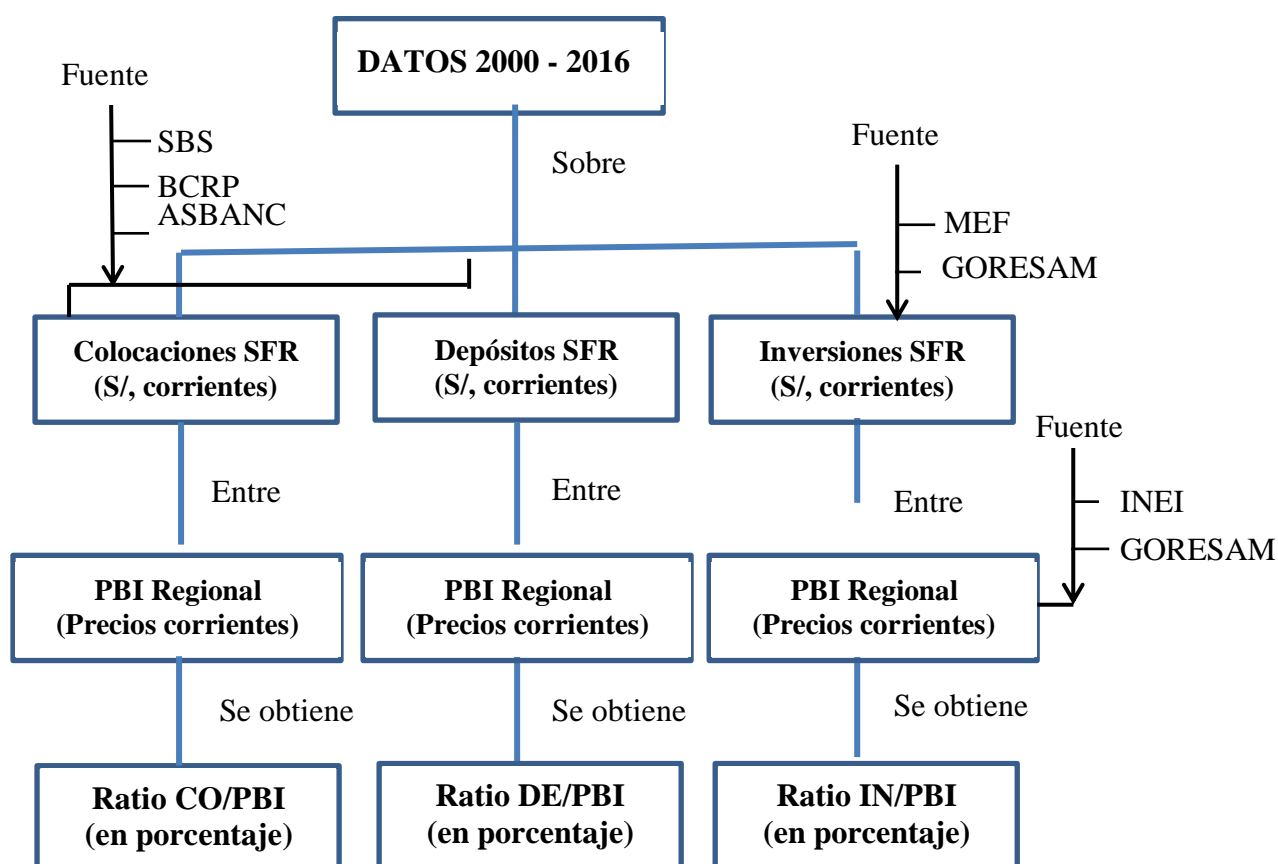 DATOS 2000 - 2016
Fuente
SBS
BCRP
ASBANC
Sobre
Fuente
MEF
GORESAM
Colocaciones SFR
(S/, corrientes)
Depósitos SFR
(S/, corrientes)
Inversiones SFR
(S/, corrientes)
Fuente
INEI
GORESAM
Entre
Entre
Entre
PBI Regional
(Precios corrientes)
PBI Regional
(Precios corrientes)
PBI Regional
(Precios corrientes)
Se obtiene
Se obtiene
Se obtiene
Ratio CO/PBI
(en porcentaje)
Ratio DE/PBI
(en porcentaje)
Ratio IN/PBI
(en porcentaje)